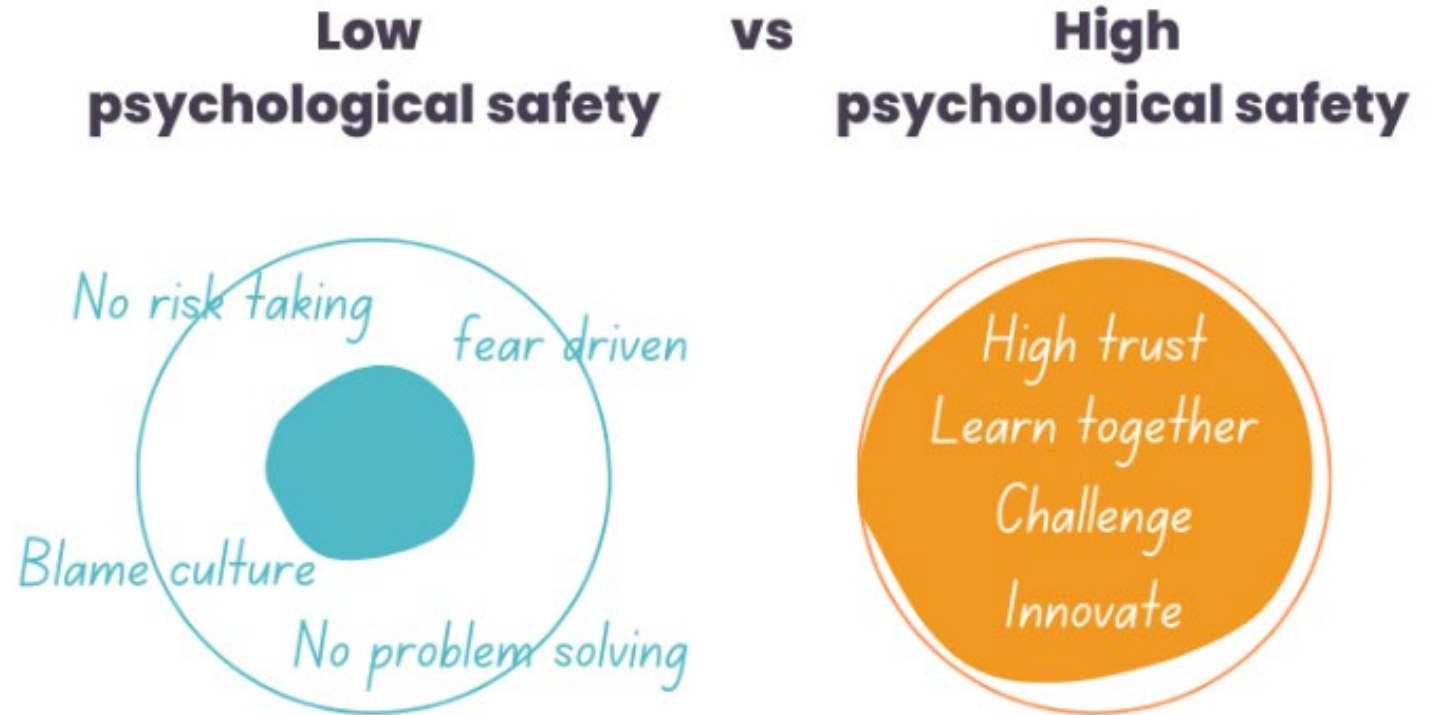 Low
psychological safety
vs
High
psychological safety
No risk taking
fear driven
Blame culture
No problem solving
High trust
Learn together
Challenge
Innovate